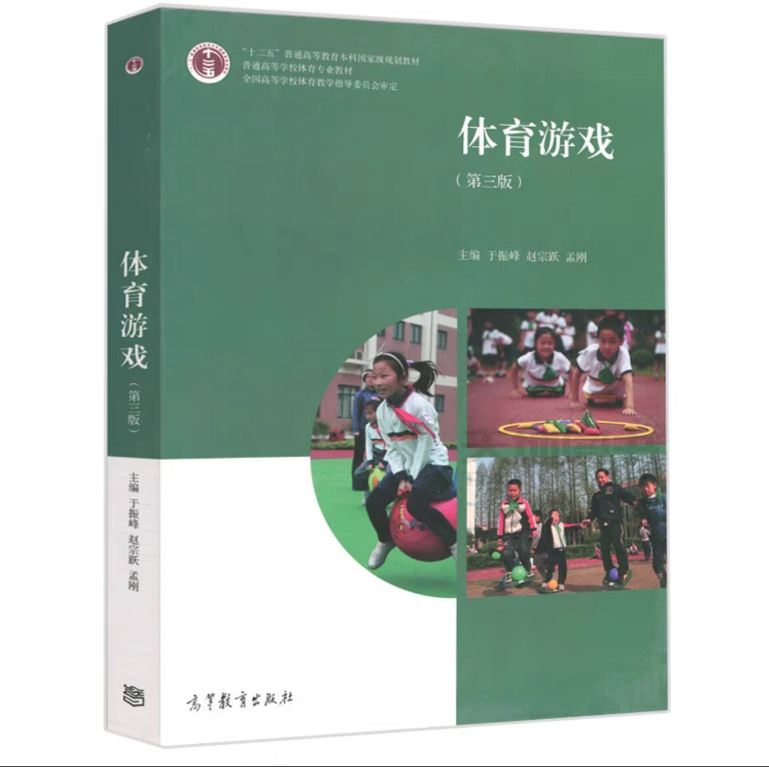 "十二五"普通高等教育本科国家级规划教材
普通高等学校体育专业教材
全国高等学校体育教学指导委员会审定
体育游戏
（第三版）
主编 于振峰 赵宗跃 孟刚
高等教育出版社
体育游戏
（第三版）
主编 于振峰 赵宗跃 孟刚